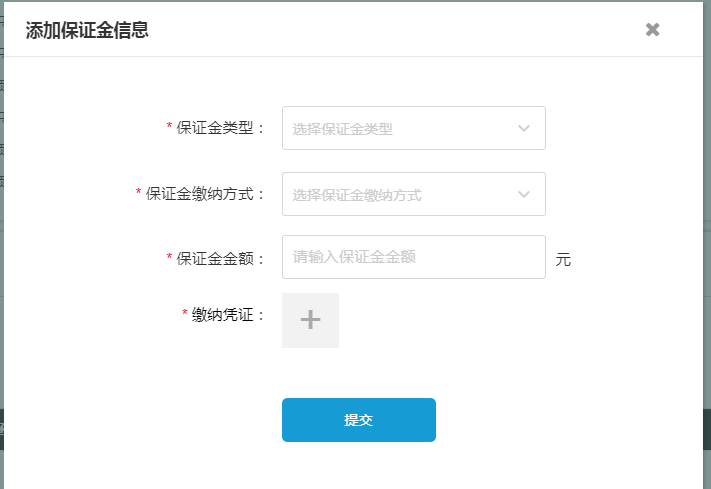 添加保证金信息
* 保证金类型： 选择保证金类型
* 保证金缴纳方式： 选择保证金缴纳方式
* 保证金金额： 请输入保证金金额 元
* 缴纳凭证：
提交